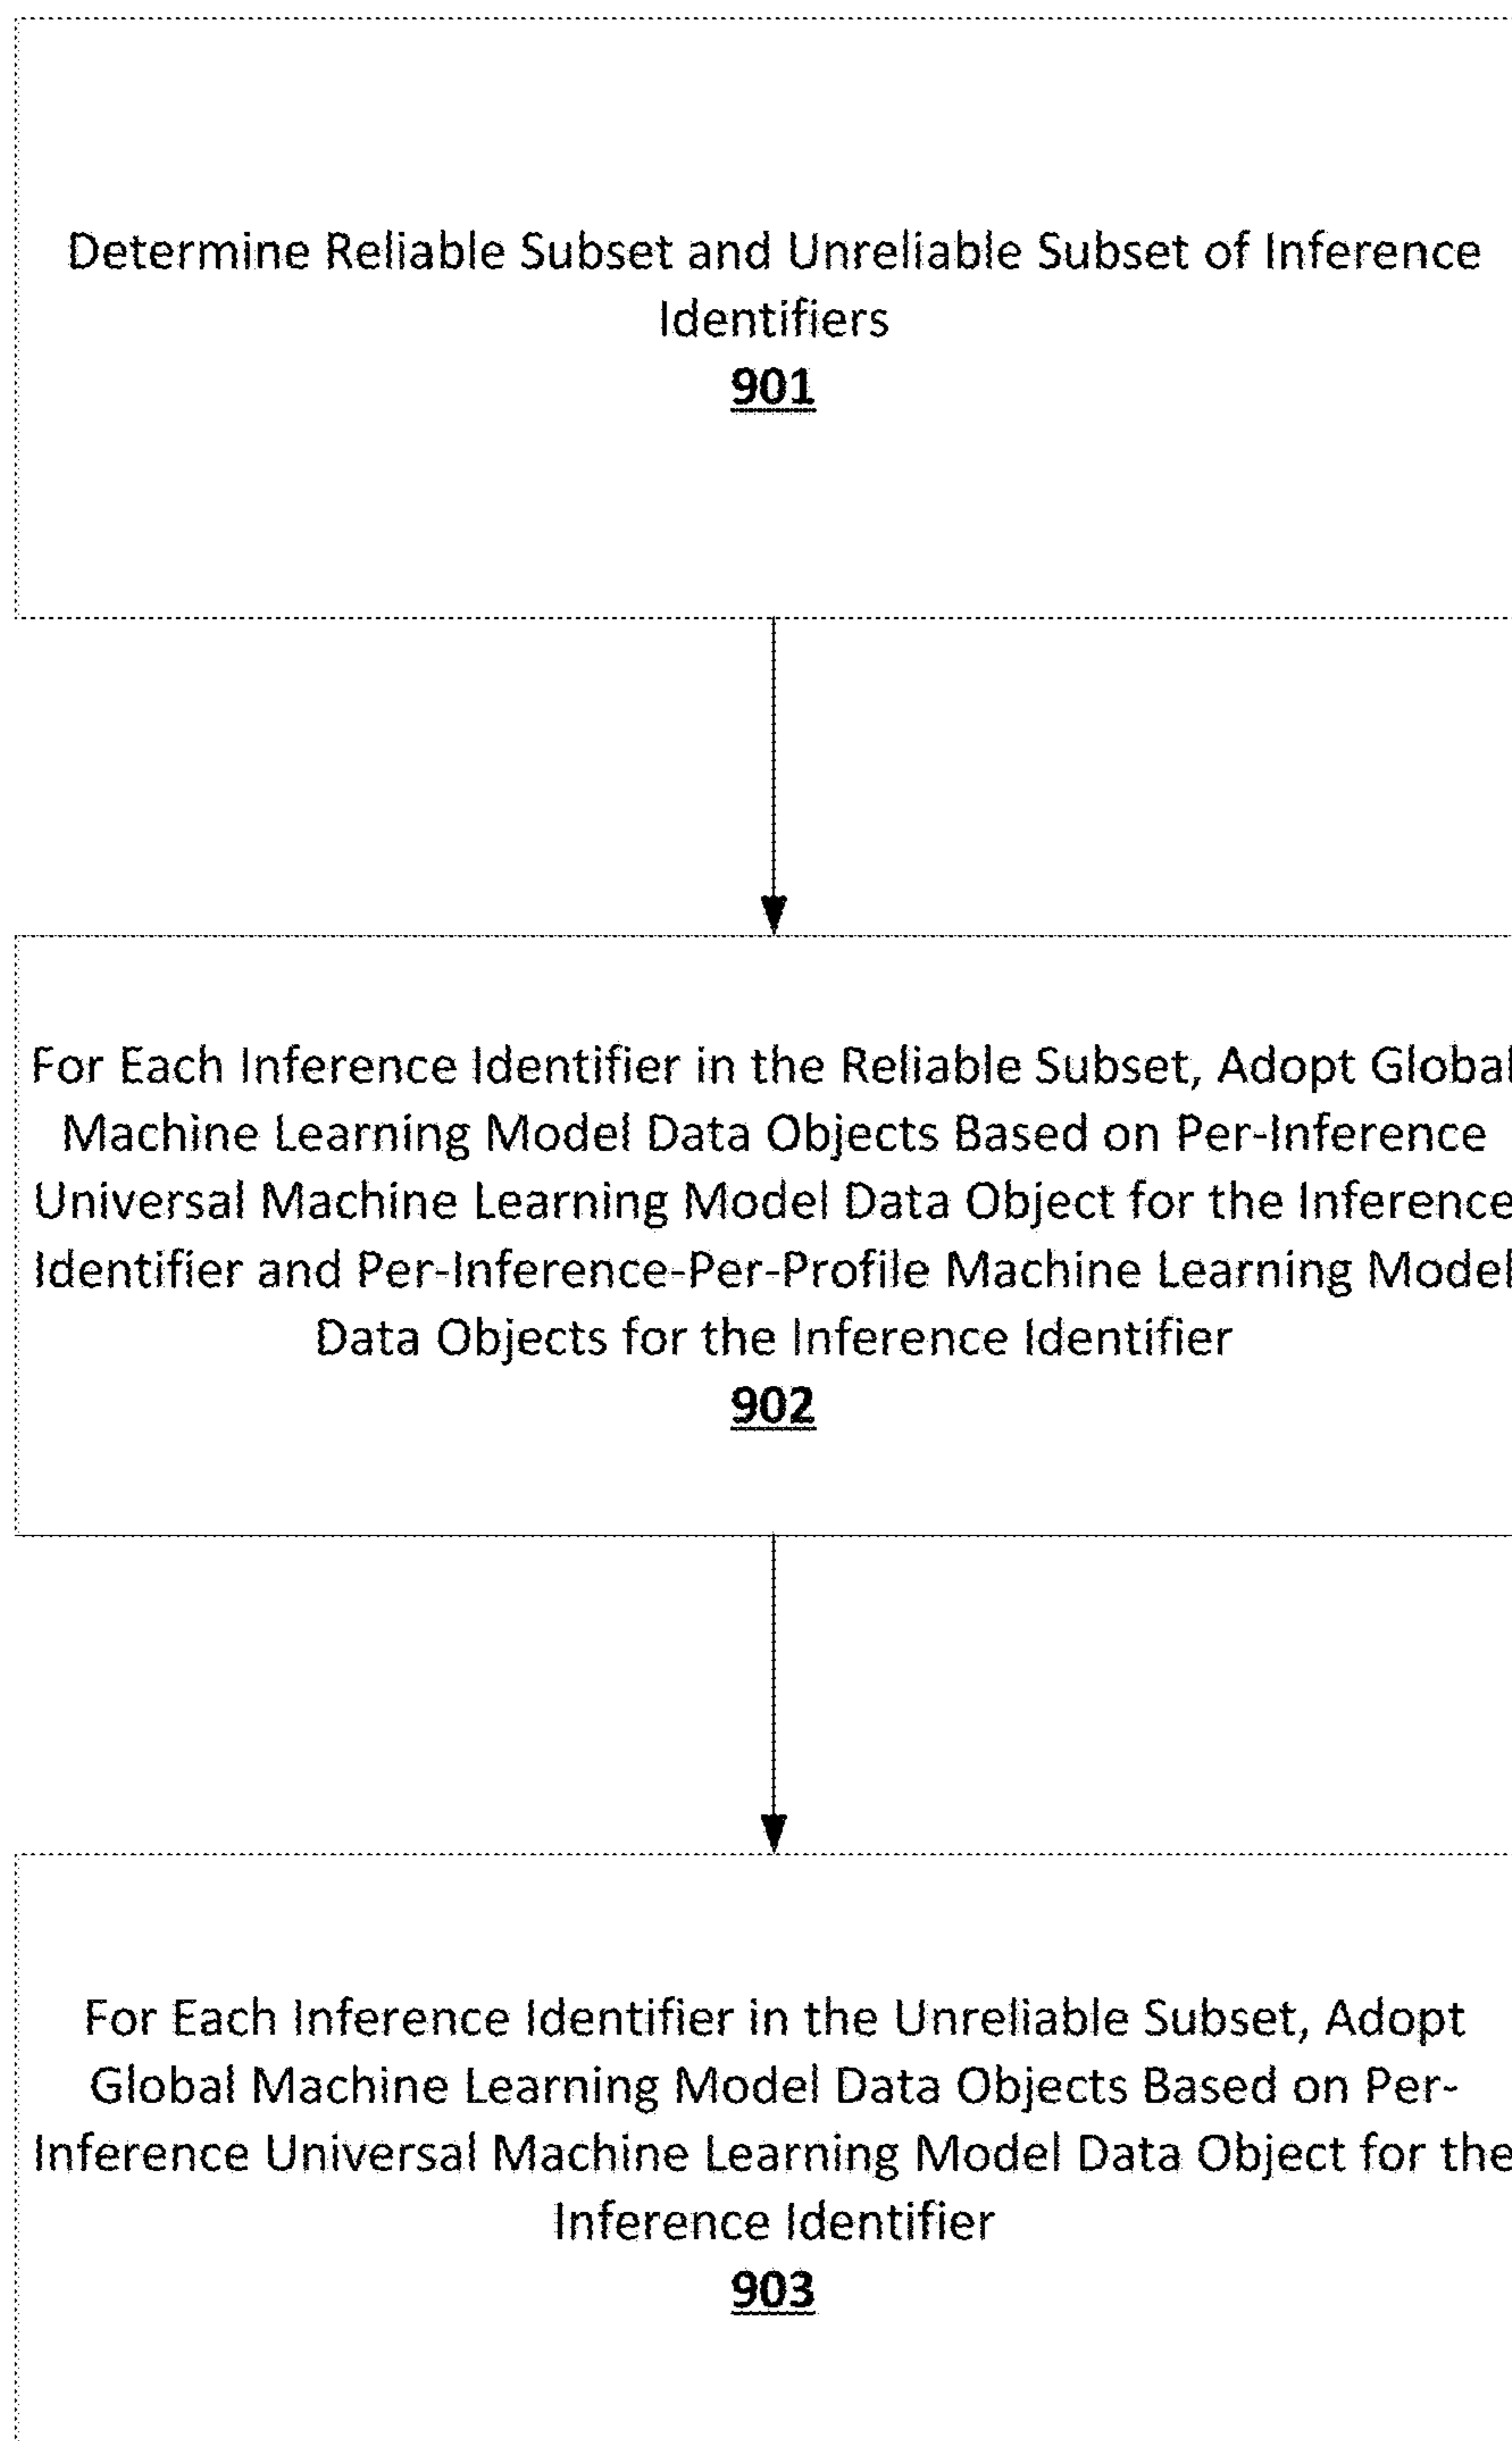 Determine Reliable Subset and Unreliable Subset of Inference
Identifiers
901
For Each Inference Identifier in the Reliable Subset, Adopt Global
Machine Learning Model Data Objects Based on Per-Inference
Universal Machine Learning Model Data Object for the Inference
Identifier and Per-Inference-Per-Profile Machine Learning Model
Data Objects for the Inference Identifier
902
For Each Inference Identifier in the Unreliable Subset, Adopt
Global Machine Learning Model Data Objects Based on Per-
Inference Universal Machine Learning Model Data Object for the
Inference Identifier
903